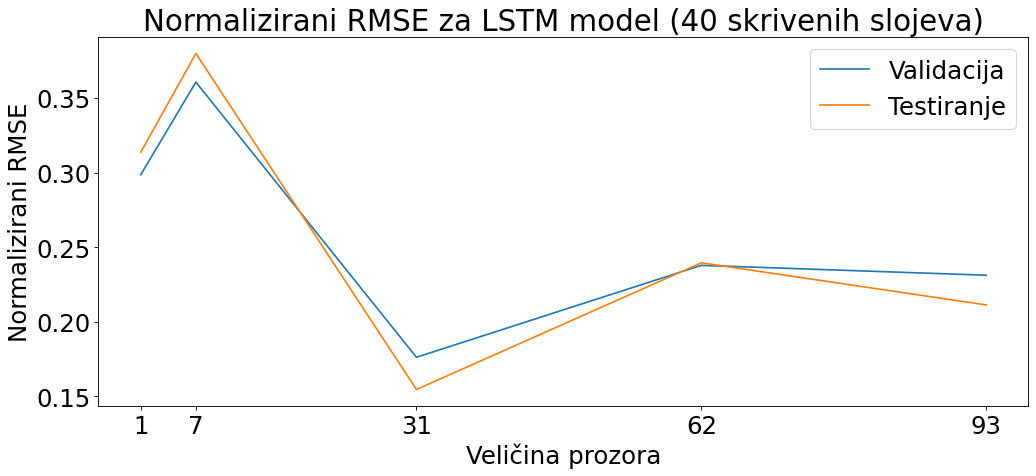 Normalizirani RMSE za LSTM model (40 skrivenih slojeva)
Validacija
Testiranje
Normalizirani RMSE
0.35
0.30
0.25
0.20
0.15
1 7 31 62 93
Veličina prozora